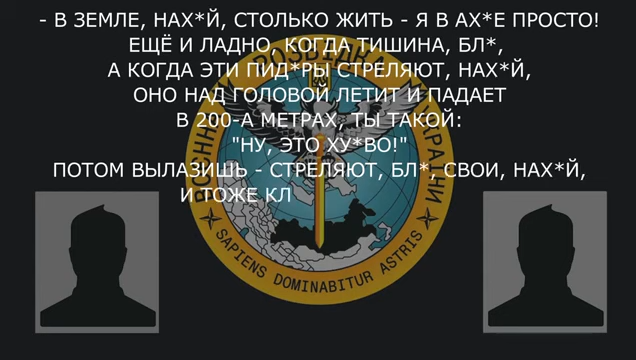 - В ЗЕМЛЕ, НАХ*Й, СТОЛЬКО ЖИТЬ - Я В АХ*Е ПРОСТО!
ЕЩЁ И ЛАДНО, КОГДА ТИШИНА, БЛ*,
А КОГДА ЭТИ ПИД*РЫ СТРЕЛЯЮТ, НАХ*Й,
ОНО НАД ГОЛОВОЙ ЛЕТИТ И ПАДАЕТ
В 200-А МЕТРАХ, ТЫ ТАКОЙ:
"НУ, ЭТО ХУ*ВО!"
ПОТОМ ВЫЛАЗИШЬ - СТРЕЛЯЮТ, БЛ*, СВОИ, НАХ*Й,
И ТОЖЕ КЛ
SAPIENS DOMINABITUR ASTRIS